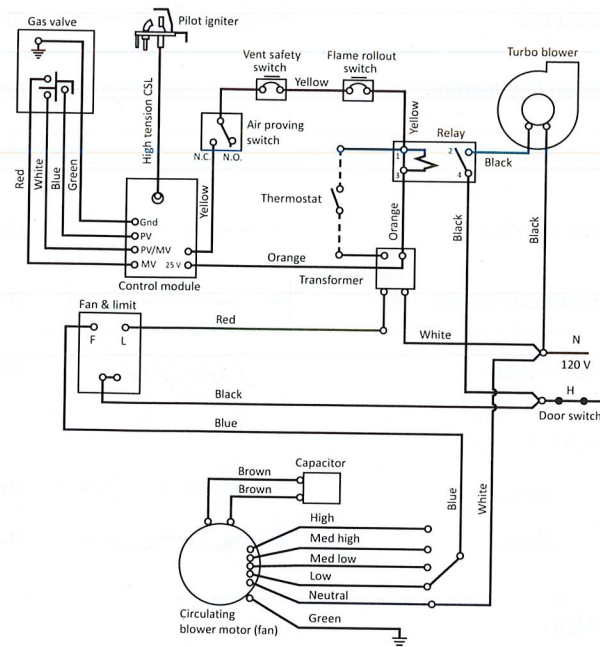 Gas valve
Pilot igniter
Turbo blower
Vent safety
switch
Flame rollout
switch
Yellow
High tension CSL
Yellow
Air proving
switch
N.C. N.O.
Relay
1
2
3
4
Black
Red
White
Blue
Green
Yellow
Thermostat
Orange
Black
Black
Gnd
PV
PV/MV
MV 25 V
Orange
Control module
Transformer
Fan & limit
F L
Red
White
N
120 V
H
Door switch
Black
Blue
Capacitor
Brown
Brown
Blue
White
High
Med high
Med low
Low
Neutral
Green
Circulating
blower motor (fan)